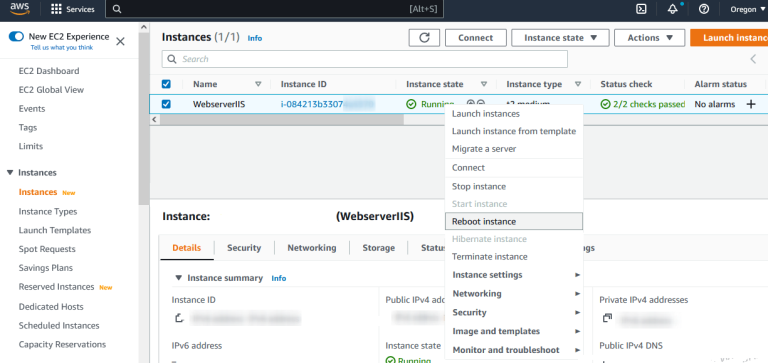 aws
Services
[Alt+S]
Oregon
New EC2 Experience
Tell us what you think
EC2 Dashboard
EC2 Global View
Events
Tags
Limits
Instances
Instances New
Instance Types
Launch Templates
Spot Requests
Savings Plans
Reserved Instances New
Dedicated Hosts
Scheduled Instances
Capacity Reservations
Instances (1/1) Info
Connect
Instance state
Actions
Launch instanc
Search
Name Instance ID Instance state Instance type Status check Alarm status
WebserverIIS i-084213b3307 Running t2.medium 2/2 checks passed No alarms
Launch instances
Launch instance from template
Migrate a server
Connect
Stop instance
Start instance
Reboot instance
Hibernate instance
Terminate instance
Instance settings
Networking
Security
Image and templates
Monitor and troubleshoot
Instance: (WebserverIIS)
Details Security Networking Storage Status ngs
Instance summary Info
Instance ID
Public IPv4 add
Private IPv4 addresses
IPv6 address
Instance state
Running
Public IPv4 DNS